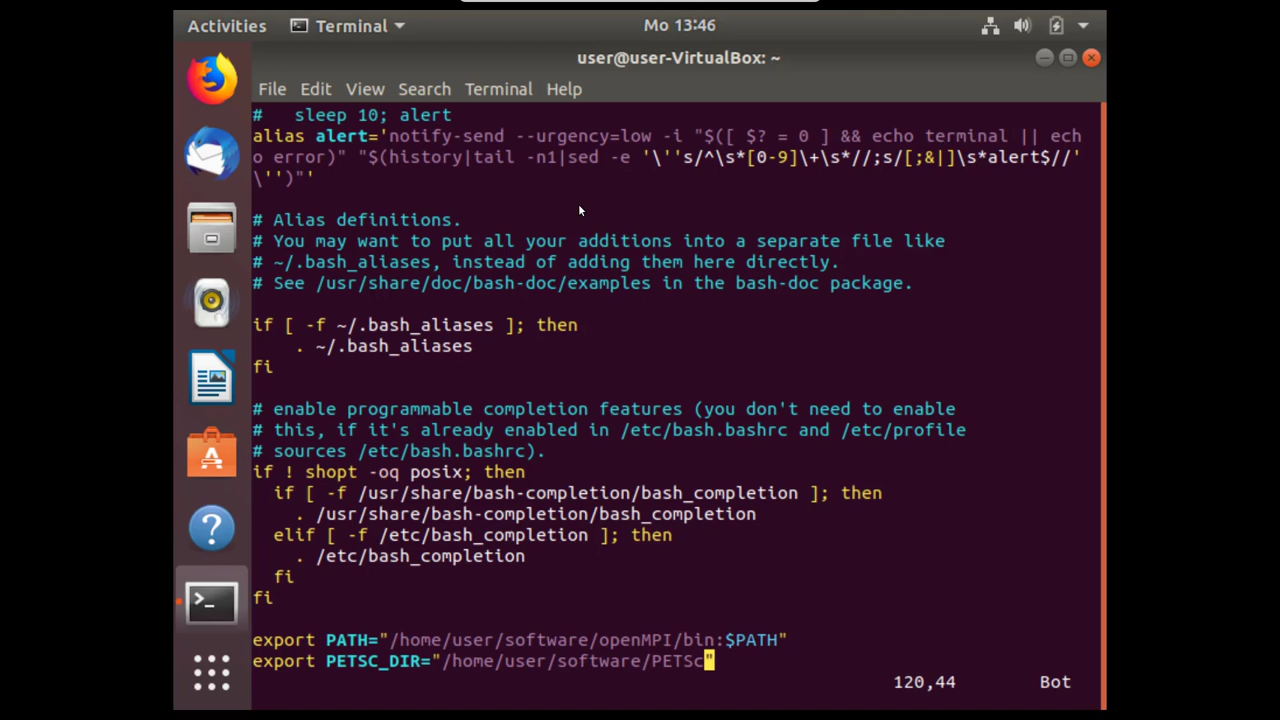 Activities Terminal Mo 13:46
user@user-VirtualBox: ~
File Edit View Search Terminal Help
#   sleep 10; alert
alias alert='notify-send --urgency=low -i "$([ $? = 0 ] && echo terminal || ech
o error)" "$(history|tail -n1|sed -e '\''s/^\s*[0-9]\+\s*//;s/[;&|]\s*alert$//'
\'')"'
# Alias definitions.
# You may want to put all your additions into a separate file like
# ~/.bash_aliases, instead of adding them here directly.
# See /usr/share/doc/bash-doc/examples in the bash-doc package.
if [ -f ~/.bash_aliases ]; then
    . ~/.bash_aliases
fi
# enable programmable completion features (you don't need to enable
# this, if it's already enabled in /etc/bash.bashrc and /etc/profile
# sources /etc/bash.bashrc).
if ! shopt -oq posix; then
  if [ -f /usr/share/bash-completion/bash_completion ]; then
    . /usr/share/bash-completion/bash_completion
  elif [ -f /etc/bash_completion ]; then
    . /etc/bash_completion
  fi
fi
export PATH="/home/user/software/openMPI/bin:$PATH"
export PETSC_DIR="/home/user/software/PETSc"
120,44 Bot